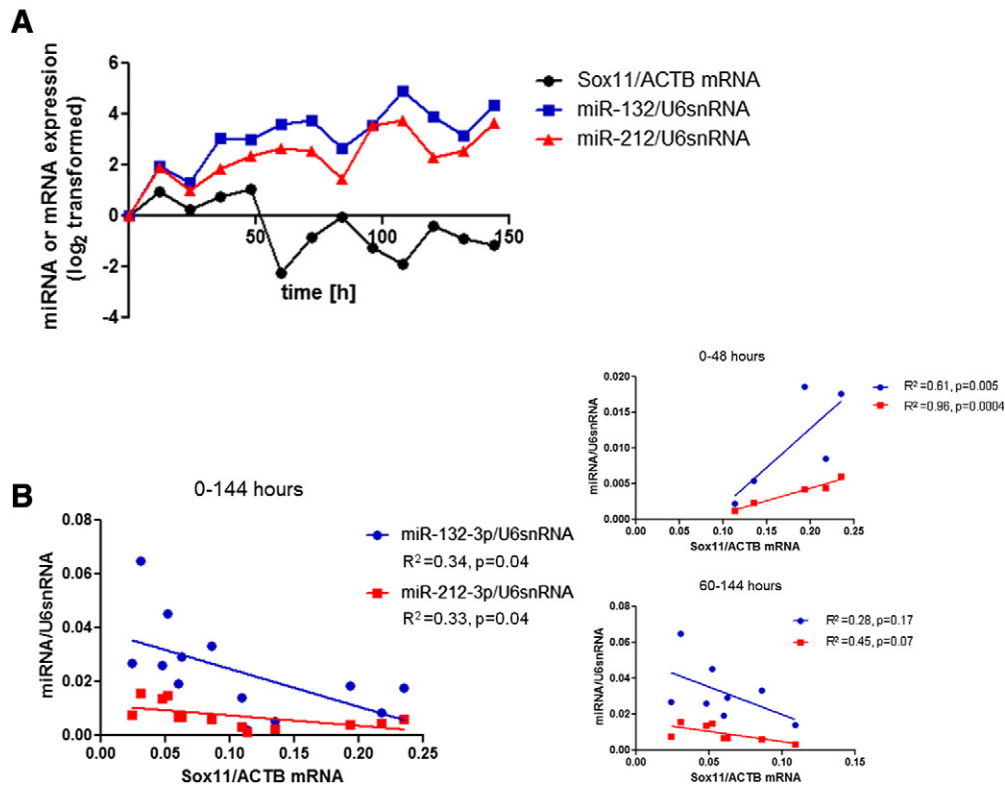 A
miRNA or mRNA expression
(log2 transformed)
6
4
2
0
-2
-4
50
100
150
time [h]
Sox11/ACTB mRNA
miR-132/U6snRNA
miR-212/U6snRNA
0-48 hours
miRNA/U6snRNA
0.020
0.015
0.010
0.005
0.000
0.00 0.05 0.10 0.15 0.20 0.25
Sox11/ACTB mRNA
R²=0.61, p=0.005
R²=0.96, p=0.0004
B
0-144 hours
miRNA/U6snRNA
0.08
0.06
0.04
0.02
0.00
0.00 0.05 0.10 0.15 0.20 0.25
Sox11/ACTB mRNA
miR-132-3p/U6snRNA
R²=0.34, p=0.04
miR-212-3p/U6snRNA
R²=0.33, p=0.04
60-144 hours
miRNA/U6snRNA
0.08
0.06
0.04
0.02
0.00
0.00 0.05 0.10 0.15
Sox11/ACTB mRNA
R²=0.28, p=0.17
R²=0.45, p=0.07